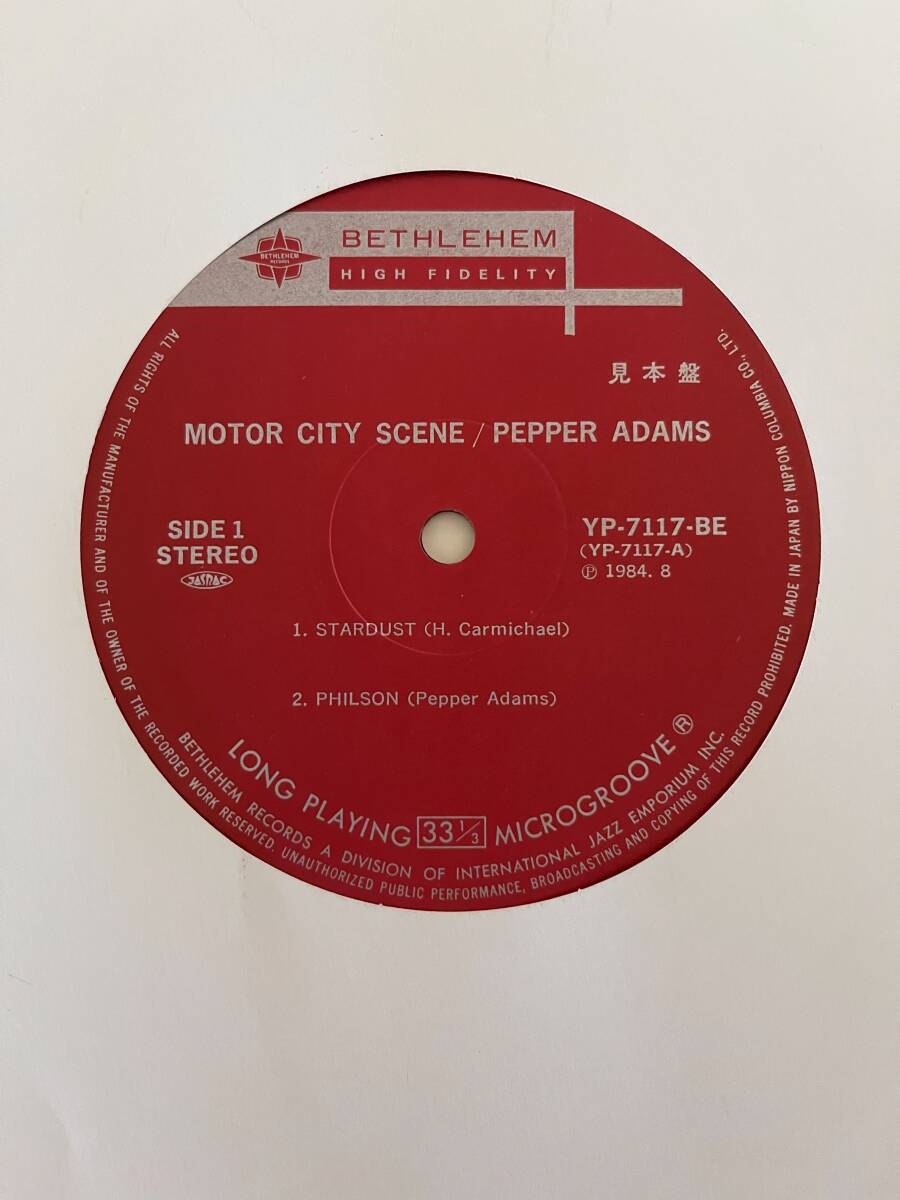 BETHLEHEM
RECORDS
BETHLEHEM
HIGH FIDELITY
見本盤
MOTOR CITY SCENE / PEPPER ADAMS
SIDE 1
STEREO
JASRAC
YP-7117-BE
(YP-7117-A)
Ⓟ 1984. 8
1. STARDUST (H. Carmichael)
2. PHILSON (Pepper Adams)
LONG PLAYING 33 1/3 MICROGROOVE ®
BETHLEHEM RECORDS A DIVISION OF INTERNATIONAL JAZZ EMPORIUM INC.
ALL RIGHTS OF THE MANUFACTURER AND OF THE OWNER OF THE RECORDED WORK RESERVED. UNAUTHORIZED PUBLIC PERFORMANCE, BROADCASTING AND COPYING OF THIS RECORD PROHIBITED. MADE IN JAPAN BY NIPPON COLUMBIA CO., LTD.